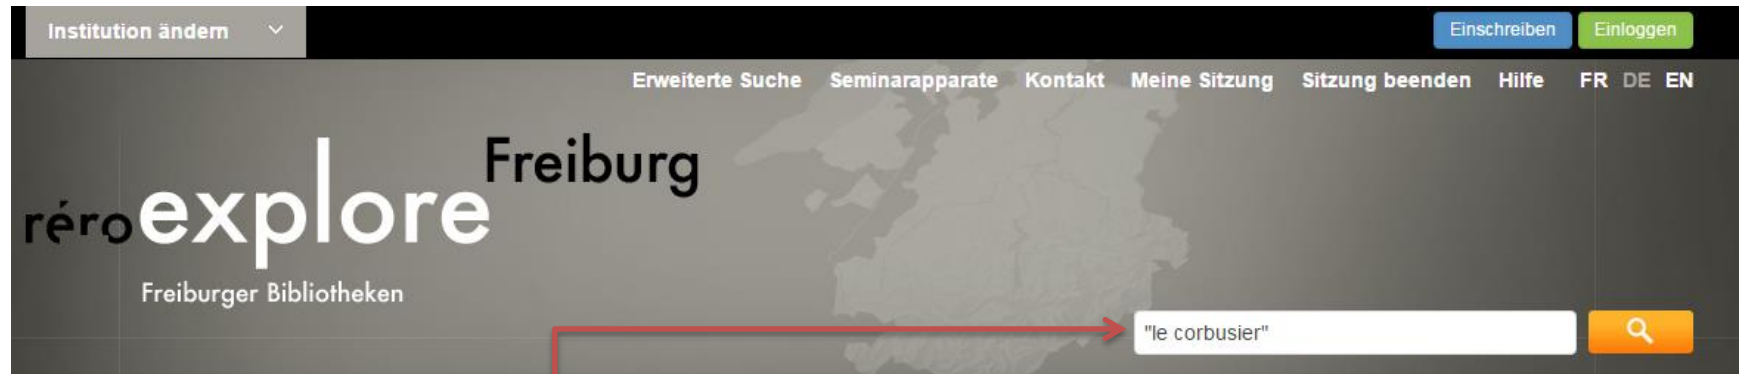 Institution ändern
Einschreiben Einloggen
Erweiterte Suche Seminarapparate Kontakt Meine Sitzung Sitzung beenden Hilfe FR DE EN
Freiburg
réroexplore
Freiburger Bibliotheken
"le corbusier"